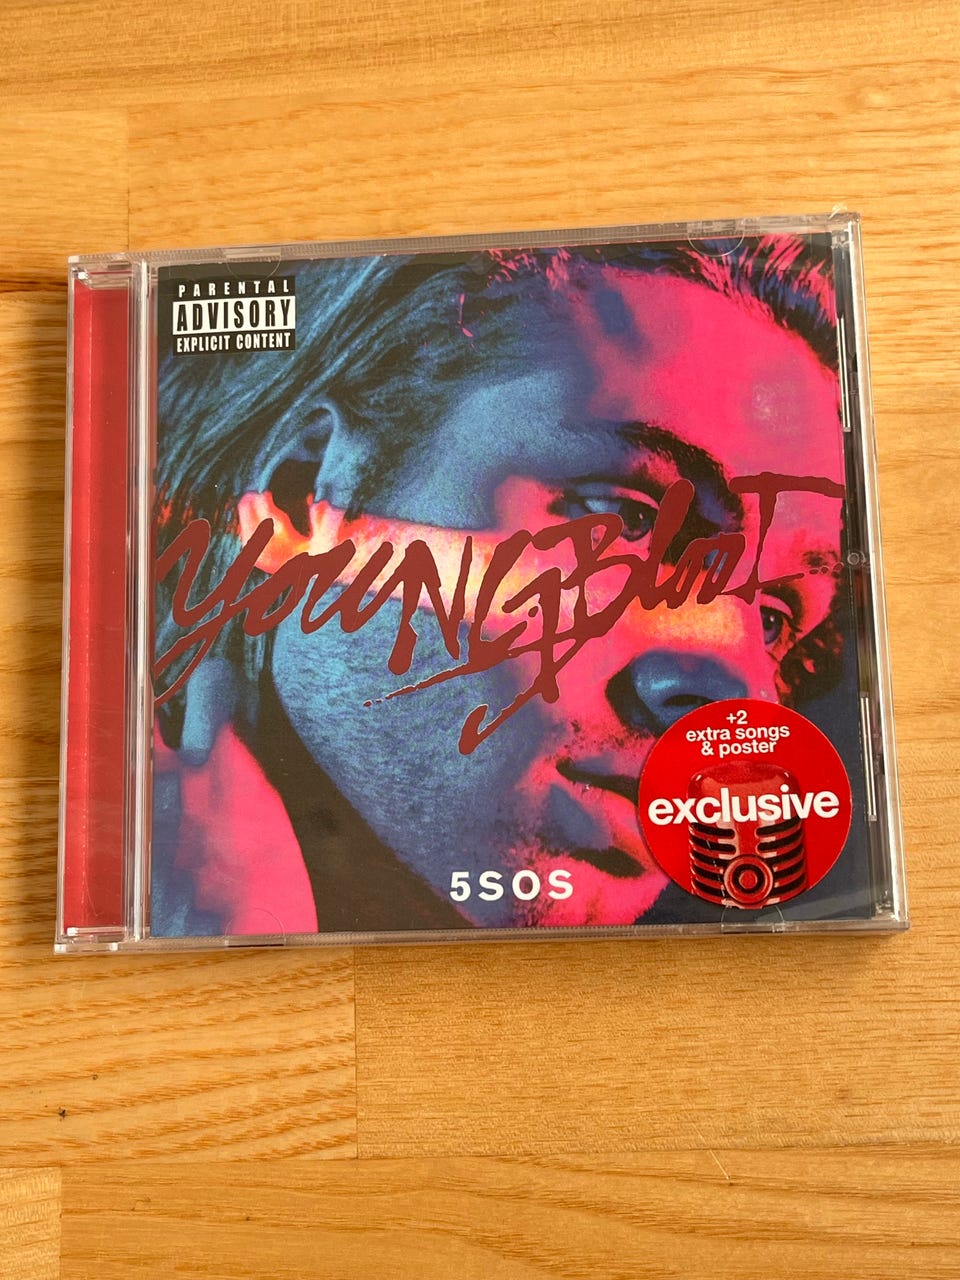 PARENTAL
ADVISORY
EXPLICIT CONTENT
YOUNGBLOOD
+2
extra songs
& poster
exclusive
5SOS